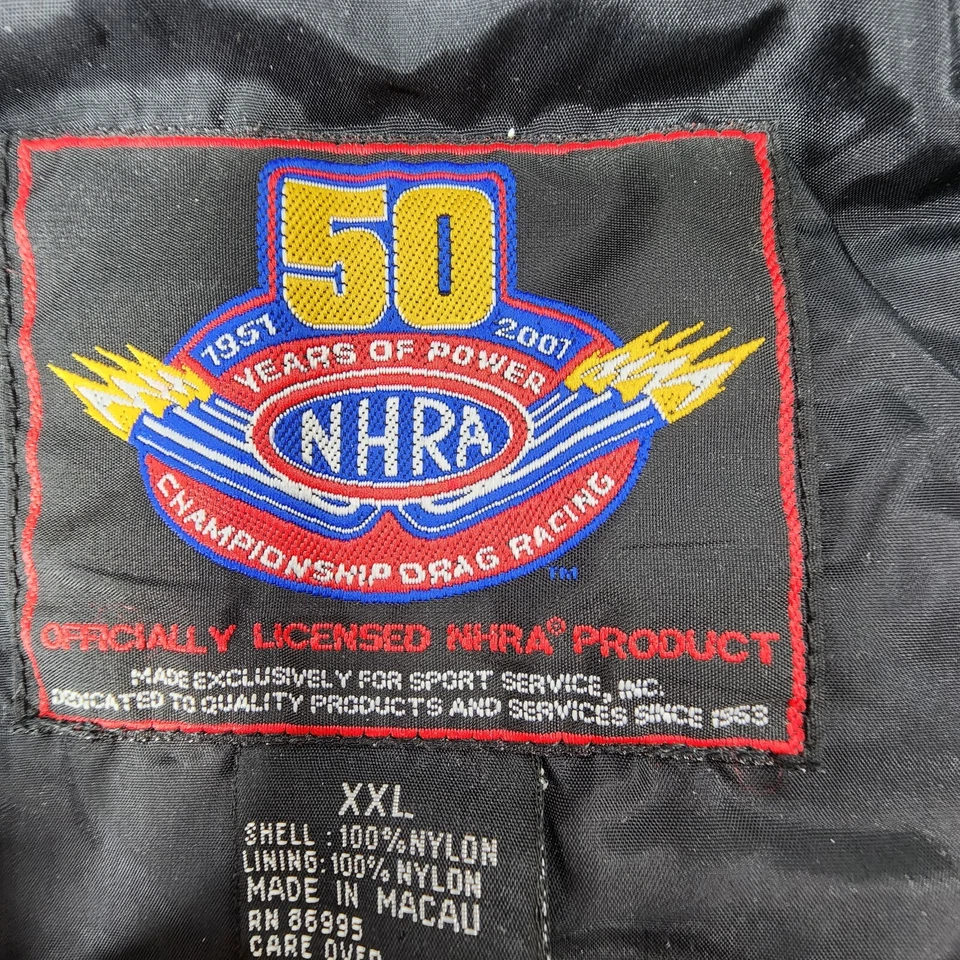 50
1951 2001
YEARS OF POWER
NHRA
CHAMPIONSHIP DRAG RACING
TM
OFFICIALLY LICENSED NHRA® PRODUCT
MADE EXCLUSIVELY FOR SPORT SERVICE, INC.
DEDICATED TO QUALITY PRODUCTS AND SERVICES SINCE 1953
XXL
SHELL : 100% NYLON
LINING: 100% NYLON
MADE IN MACAU
RN 86995
CARE OVER